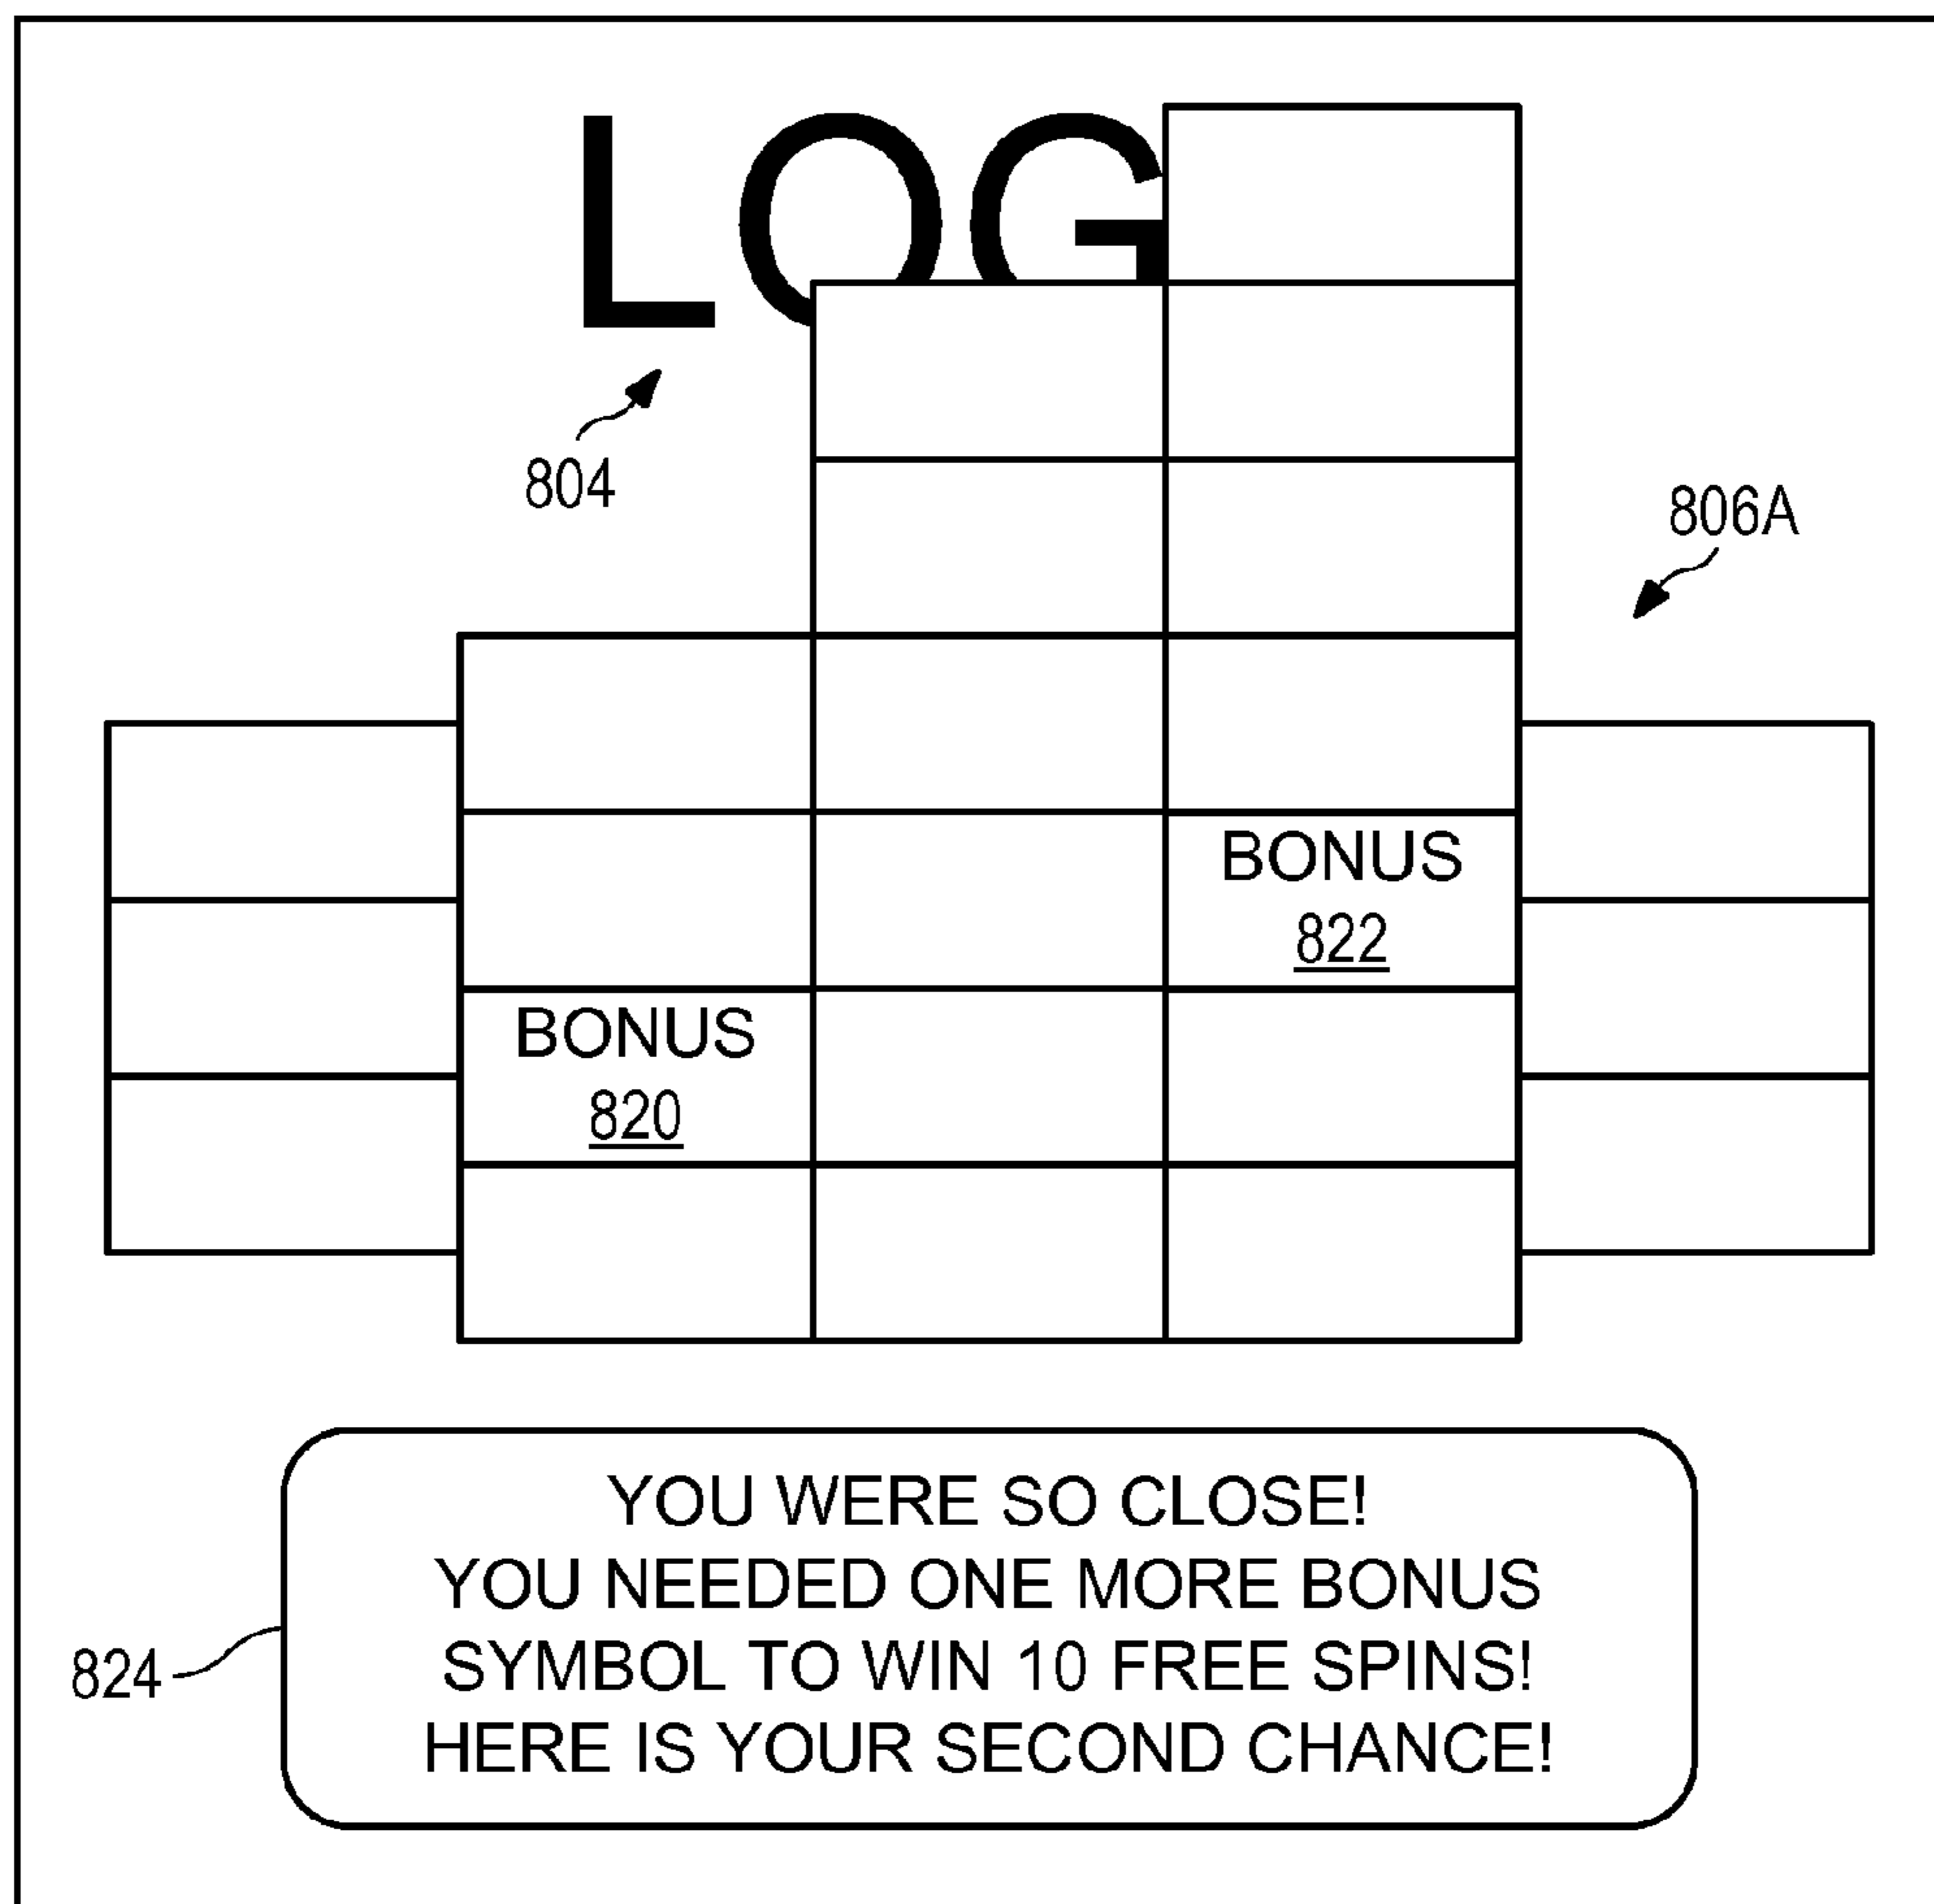 LOG
804
806A
BONUS
822
BONUS
820
YOU WERE SO CLOSE!
YOU NEEDED ONE MORE BONUS
SYMBOL TO WIN 10 FREE SPINS!
HERE IS YOUR SECOND CHANCE!
824